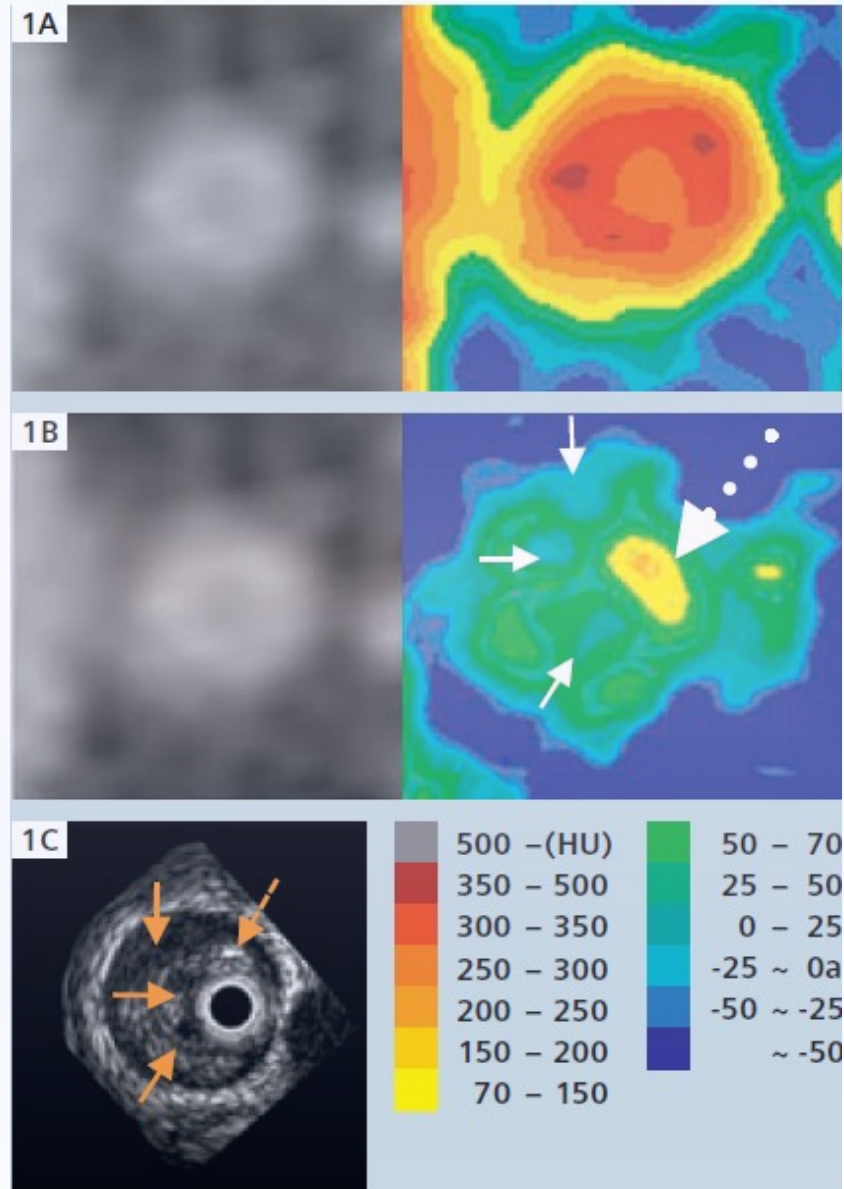 1A
1B
1C
500 –(HU)
350 – 500
300 – 350
250 – 300
200 – 250
150 – 200
70 – 150
50 – 70
25 – 50
0 – 25
-25 ~ 0a
-50 ~ -25
~ -50